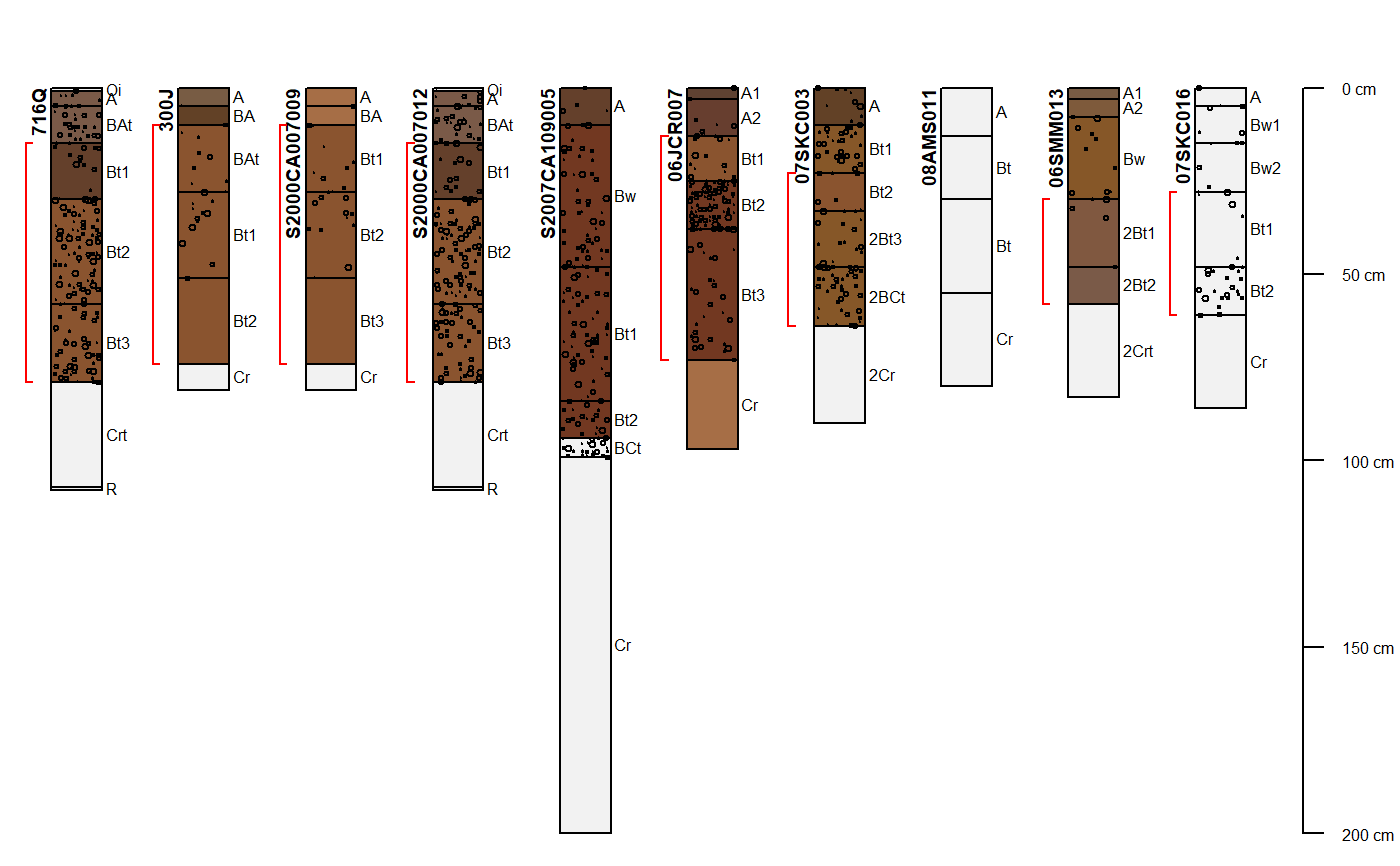 716Q
Oi
A
BAt
Bt1
Bt2
Bt3
Crt
R
300J
A
BA
BAt
Bt1
Bt2
Cr
S2000CA007009
A
BA
Bt1
Bt2
Bt3
Cr
S2000CA007012
Oi
A
BAt
Bt1
Bt2
Bt3
Crt
R
S2007CA109005
A
Bw
Bt1
Bt2
BCt
Cr
06JCR007
A1
A2
Bt1
Bt2
Bt3
Cr
07SKC003
A
Bt1
Bt2
2Bt3
2BCt
2Cr
08AMS011
A
Bt
Bt
Cr
06SMM013
A1
A2
Bw
2Bt1
2Bt2
2Crt
07SKC016
A
Bw1
Bw2
Bt1
Bt2
Cr
0 cm
50 cm
100 cm
150 cm
200 cm